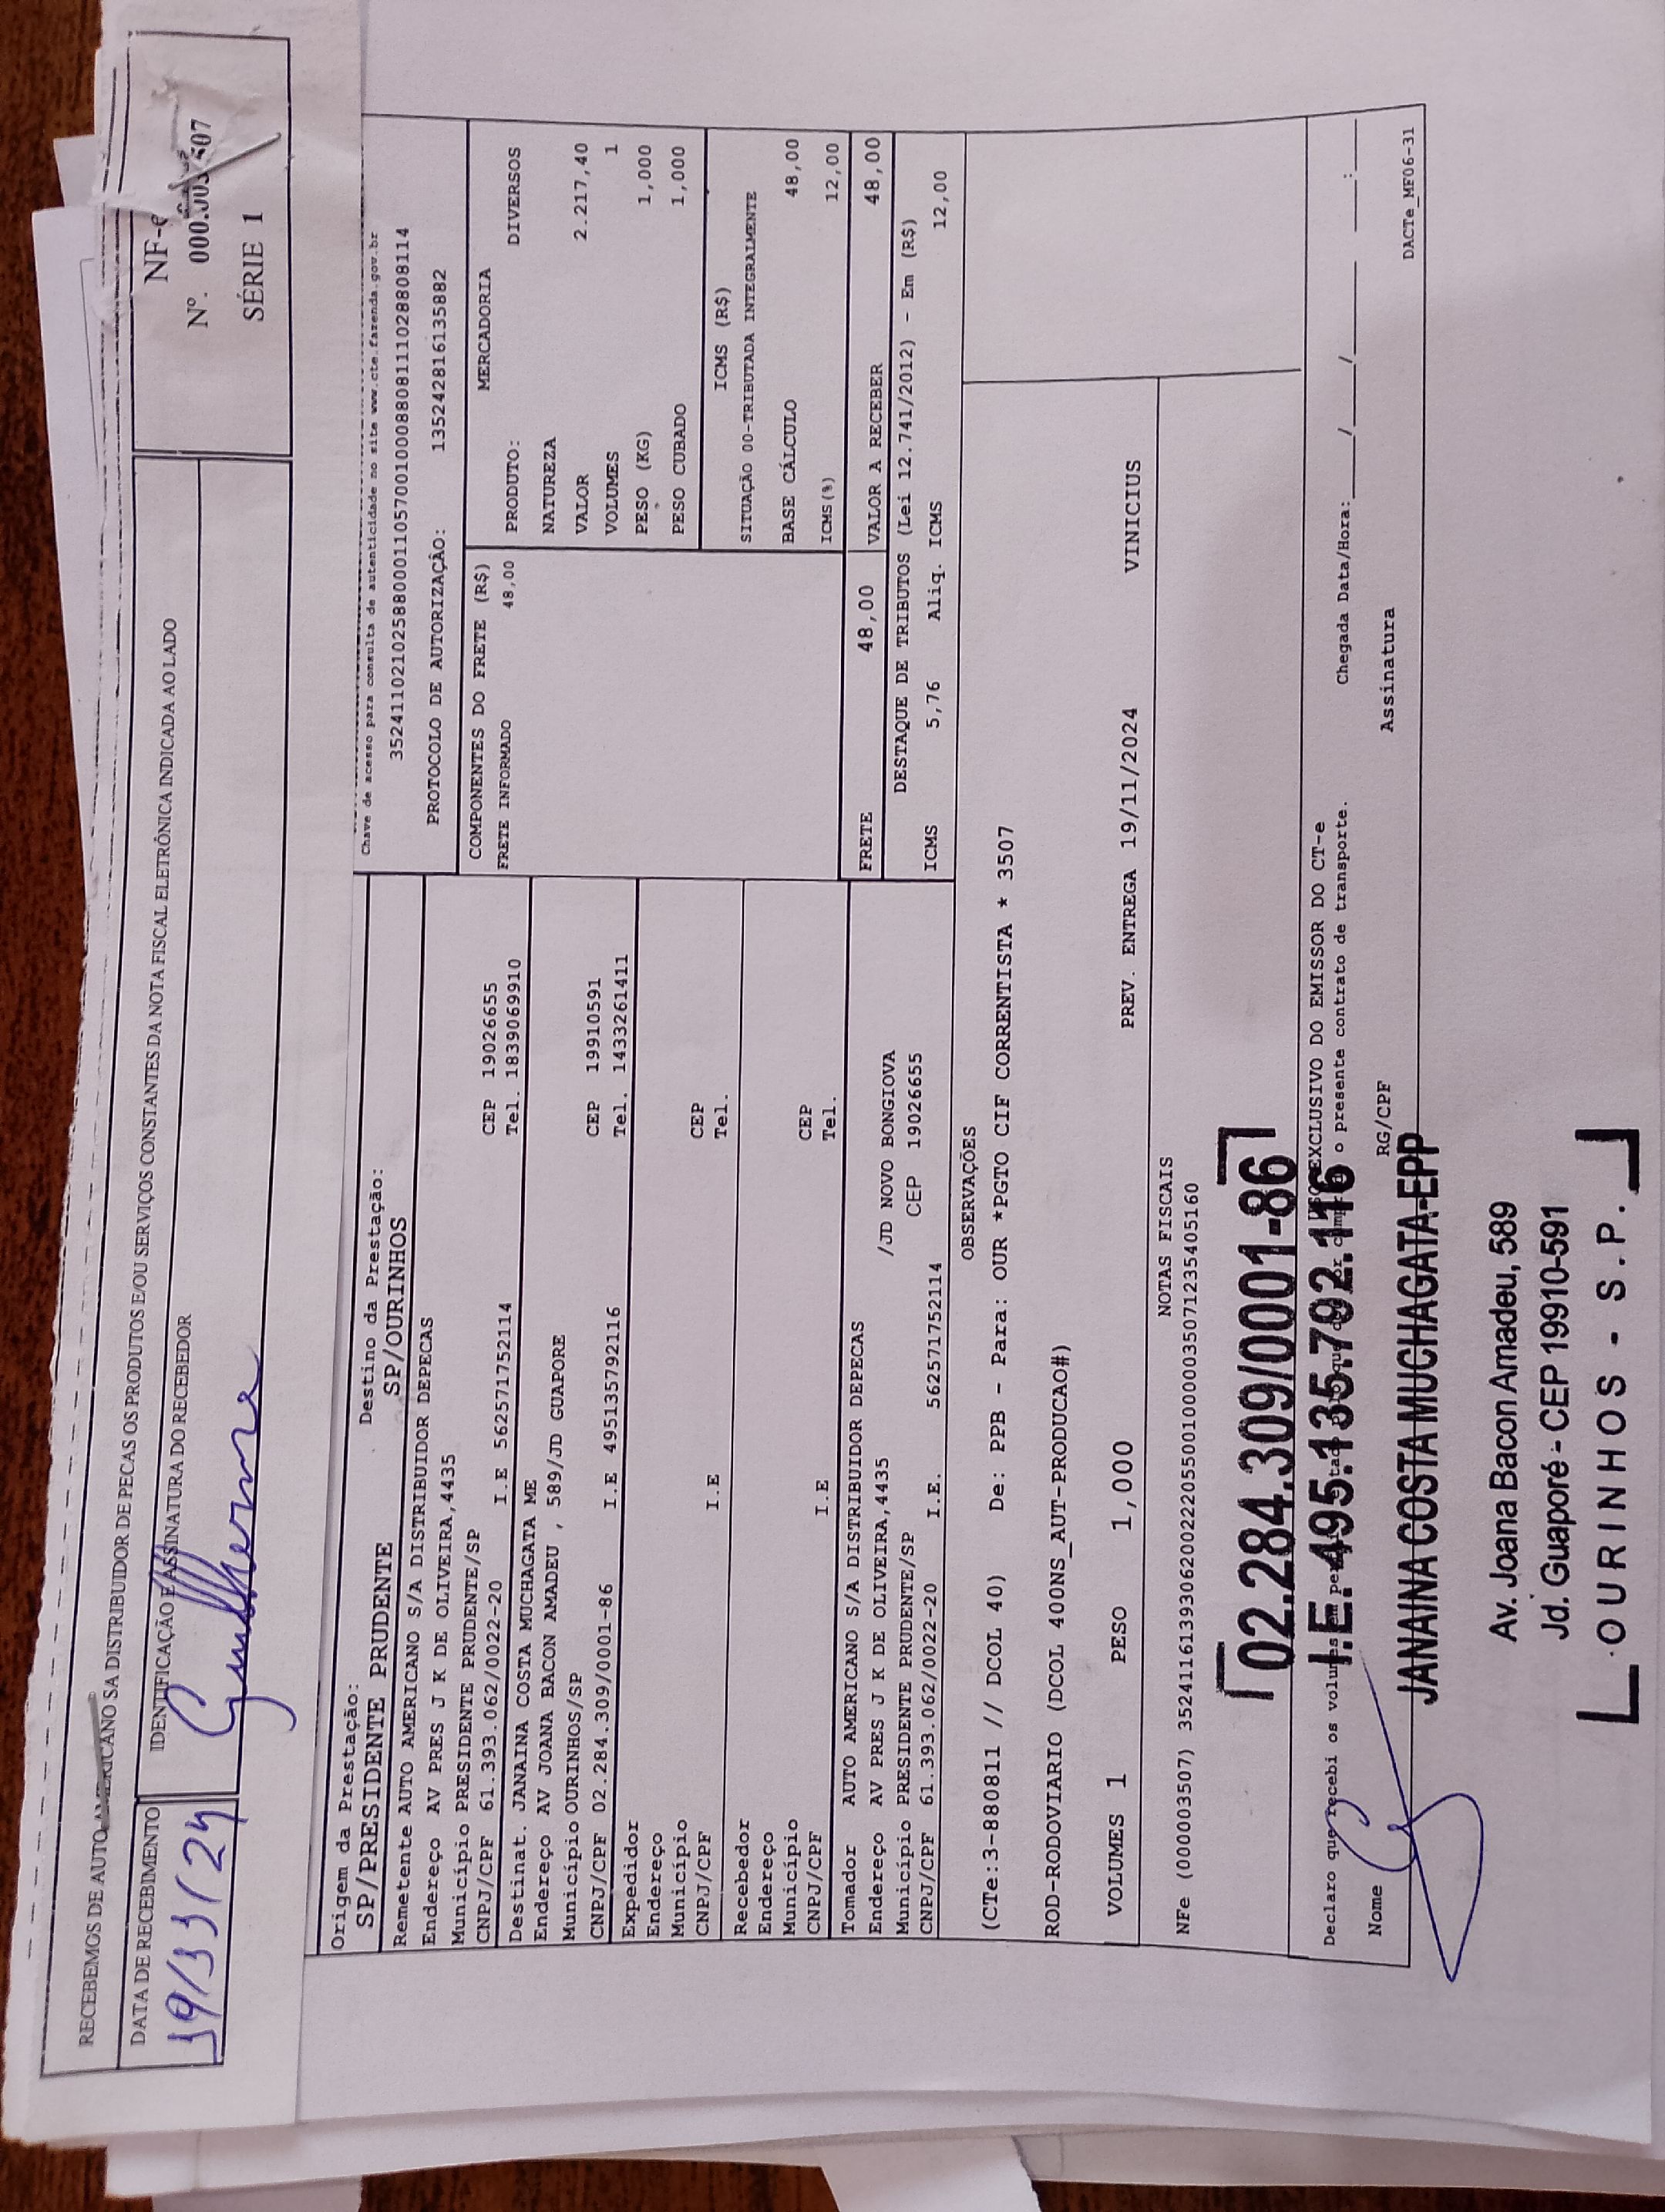 RECEBEMOS DE AUTO AMERICANO SA DISTRIBUIDOR DE PECAS OS PRODUTOS E/OU SERVIÇOS CONSTANTES DA NOTA FISCAL ELETRÔNICA INDICADA AO LADO
DATA DE RECEBIMENTO
19/11/24
IDENTIFICAÇÃO E ASSINATURA DO RECEBEDOR
Guilherme
NF-e
Nº. 000.003.507
SÉRIE 1
Origem da Prestação:
SP/PRESIDENTE PRUDENTE
Destino da Prestação:
SP/OURINHOS
Remetente AUTO AMERICANO S/A DISTRIBUIDOR DEPECAS
Endereço AV PRES J K DE OLIVEIRA,4435
Município PRESIDENTE PRUDENTE/SP CEP 19026655
CNPJ/CPF 61.393.062/0022-20 I.E 562571752114 Tel. 1839069910
Destinat. JANAINA COSTA MUCHAGATA ME
Endereço AV JOANA BACON AMADEU , 589/JD GUAPORE
Município OURINHOS/SP CEP 19910591
CNPJ/CPF 02.284.309/0001-86 I.E 495135792116 Tel. 1433261411
Expedidor
Endereço
Município CEP
CNPJ/CPF I.E Tel.
Recebedor
Endereço
Município CEP
CNPJ/CPF I.E Tel.
Tomador AUTO AMERICANO S/A DISTRIBUIDOR DEPECAS
Endereço AV PRES J K DE OLIVEIRA,4435 /JD NOVO BONGIOVA
Município PRESIDENTE PRUDENTE/SP CEP 19026655
CNPJ/CPF 61.393.062/0022-20 I.E. 562571752114
Chave de acesso para consulta de autenticidade no site www.cte.fazenda.gov.br
35241102102588000110570010008808111028808114
PROTOCOLO DE AUTORIZAÇÃO: 135242816135882
COMPONENTES DO FRETE (R$)
FRETE INFORMADO 48,00
MERCADORIA
PRODUTO: DIVERSOS
NATUREZA
VALOR 2.217,40
VOLUMES 1
PESO (KG) 1,000
PESO CUBADO 1,000
ICMS (R$)
SITUAÇÃO 00-TRIBUTADA INTEGRALMENTE
BASE CÁLCULO 48,00
ICMS(%) 12,00
FRETE 48,00 VALOR A RECEBER 48,00
DESTAQUE DE TRIBUTOS (Lei 12.741/2012) - Em (R$)
ICMS 5,76 Aliq. ICMS 12,00
OBSERVAÇÕES
(CTe:3-880811 // DCOL 40) De: PPB - Para: OUR *PGTO CIF CORRENTISTA * 3507
ROD-RODOVIARIO (DCOL 400NS_AUT-PRODUCAO#)
VOLUMES 1 PESO 1,000 PREV. ENTREGA 19/11/2024 VINICIUS
NOTAS FISCAIS
NFe (000003507) 35241161393062002220550010000035071235405160
EXCLUSIVO DO EMISSOR DO CT-e
Declaro que recebi os volumes o presente contrato de transporte.
Chegada Data/Hora: ____/____/____ ____:____
Nome RG/CPF Assinatura
DACTe_MF06-31
02.284.309/0001-86
I.E. 495.135.792.116
JANAINA COSTA MUCHAGATA-EPP
Av. Joana Bacon Amadeu, 589
Jd. Guaporé - CEP 19910-591
OURINHOS - S.P.